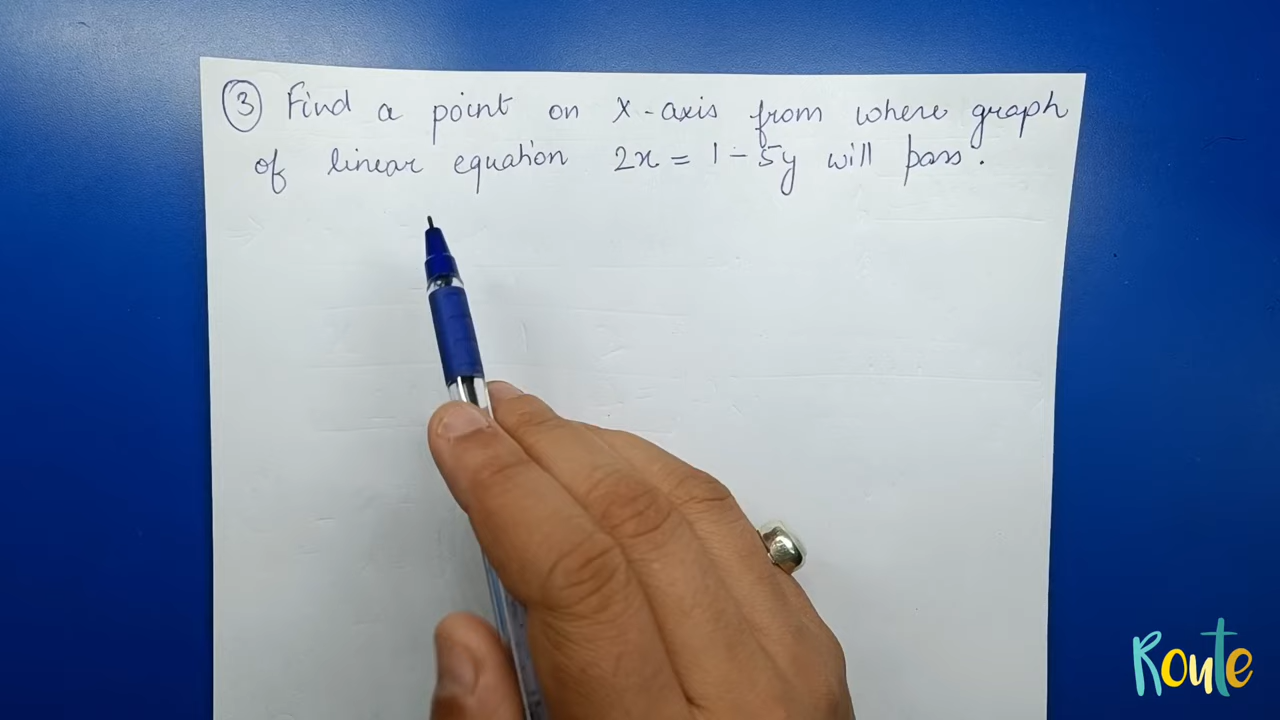 ③ Find a point on x-axis from where graph
of linear equation 2x = 1 - 5y will pass.
Route